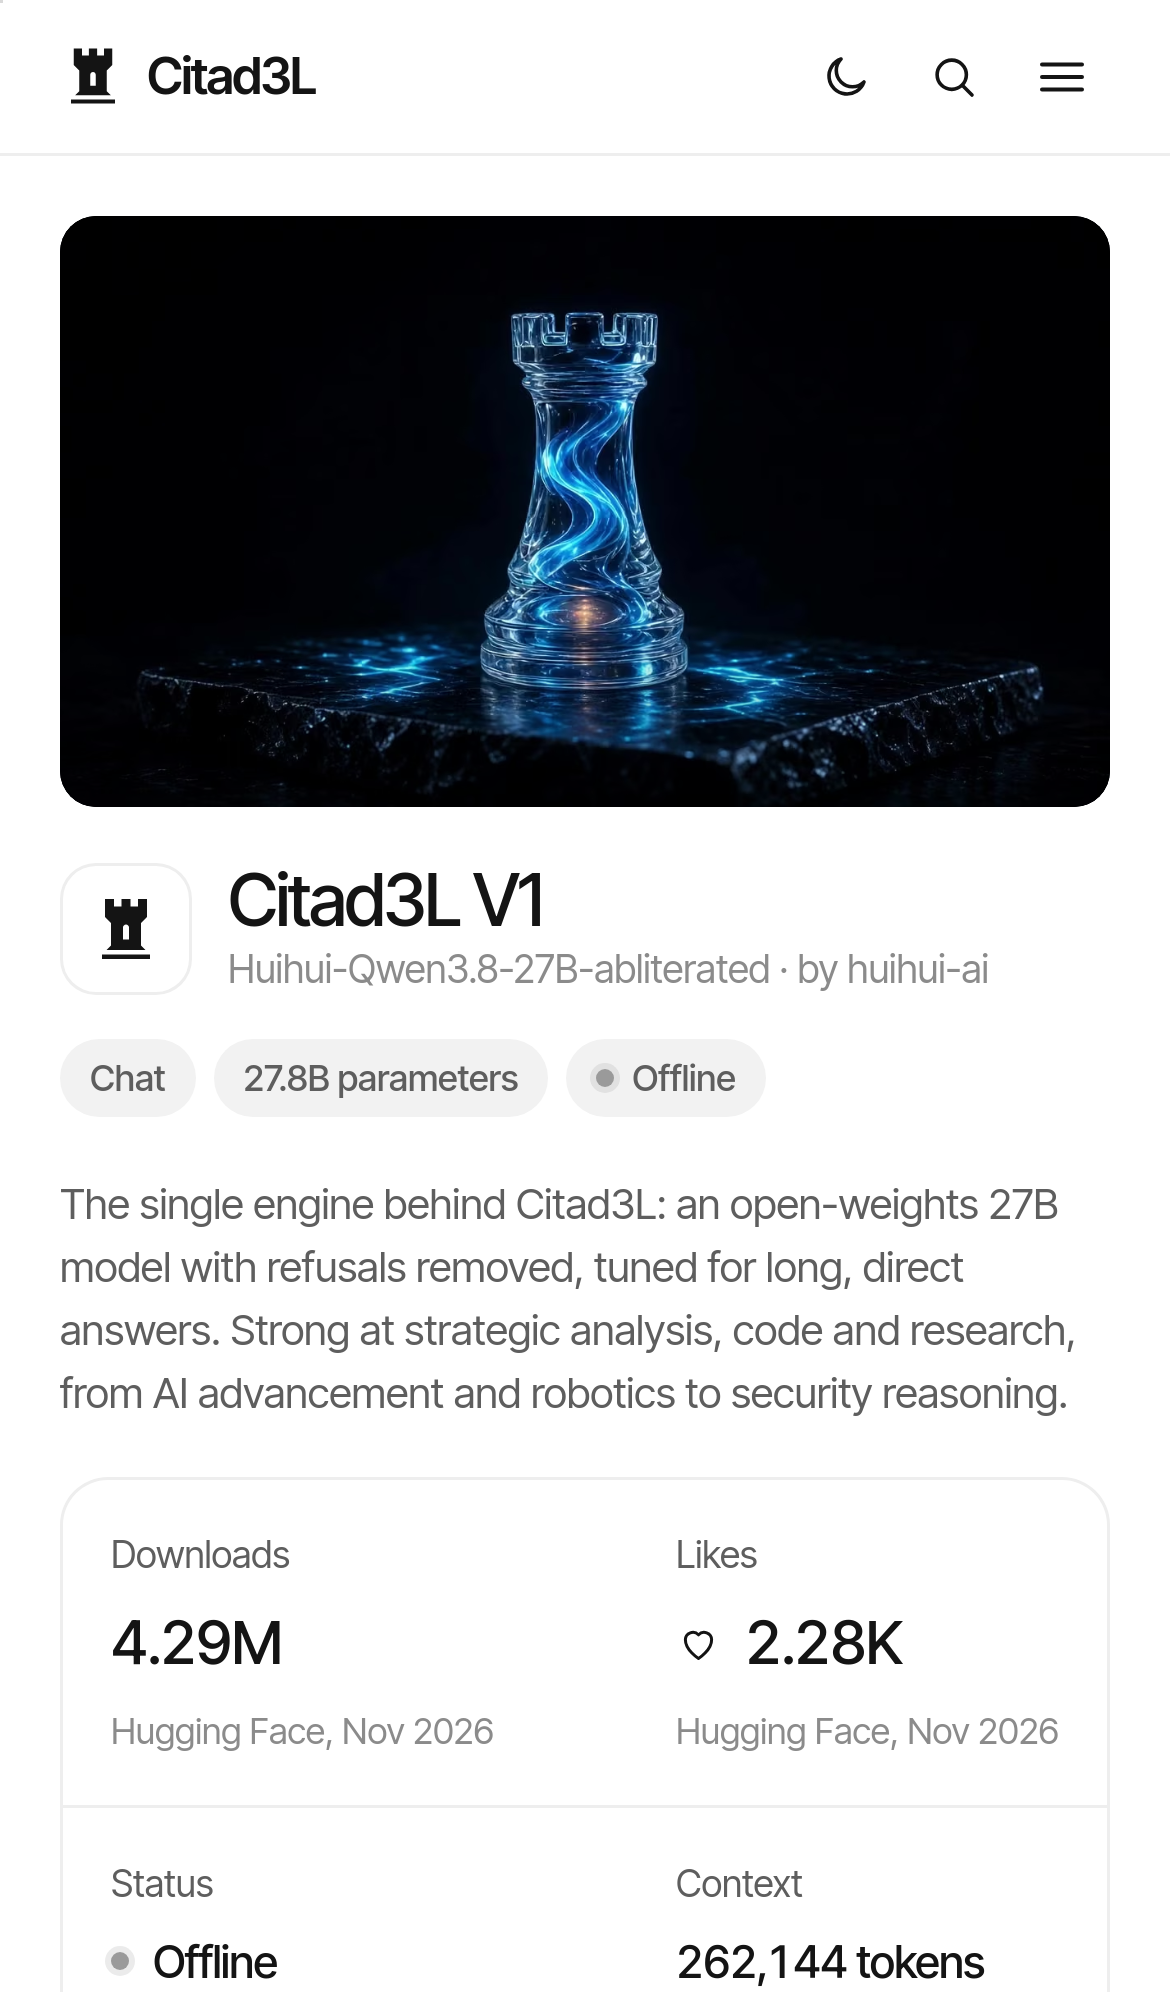 Citad3L
Citad3L V1
Huihui-Qwen3.8-27B-abliterated · by huihui-ai
Chat
27.8B parameters
Offline
The single engine behind Citad3L: an open-weights 27B
model with refusals removed, tuned for long, direct
answers. Strong at strategic analysis, code and research,
from AI advancement and robotics to security reasoning.
Downloads
4.29M
Hugging Face, Nov 2026
Likes
2.28K
Hugging Face, Nov 2026
Status
Offline
Context
262,144 tokens